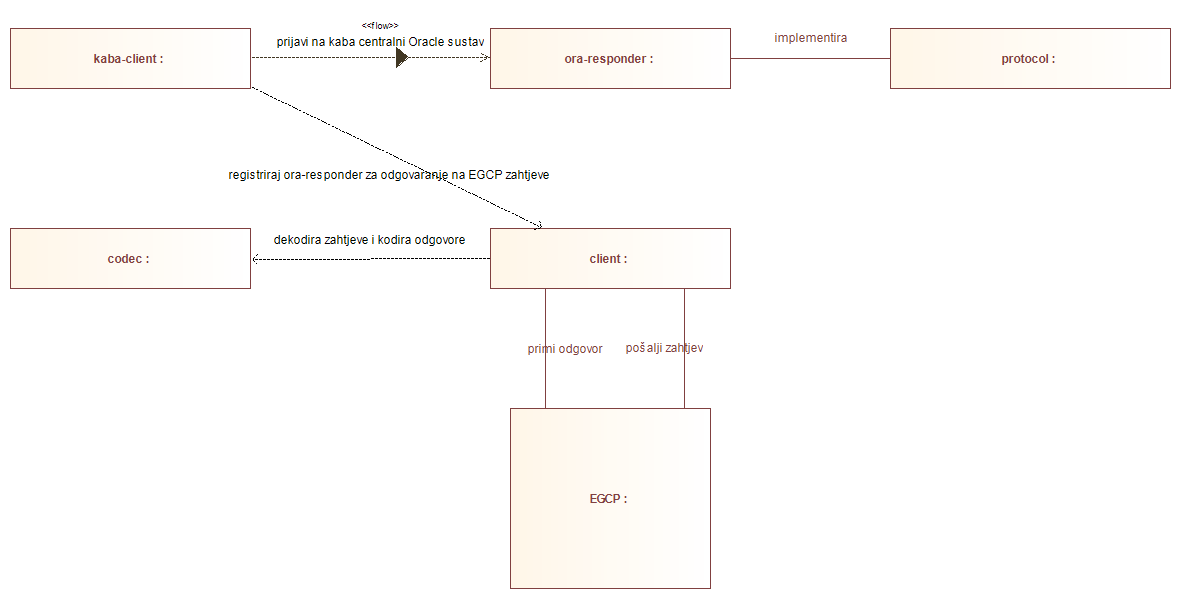 <<flow>>
prijavi na kaba centralni Oracle sustav
kaba-client :
ora-responder :
implementira
protocol :
registriraj ora-responder za odgovaranje na EGCP zahtjeve
codec :
dekodira zahtjeve i kodira odgovore
client :
primi odgovor
pošalji zahtjev
EGCP :